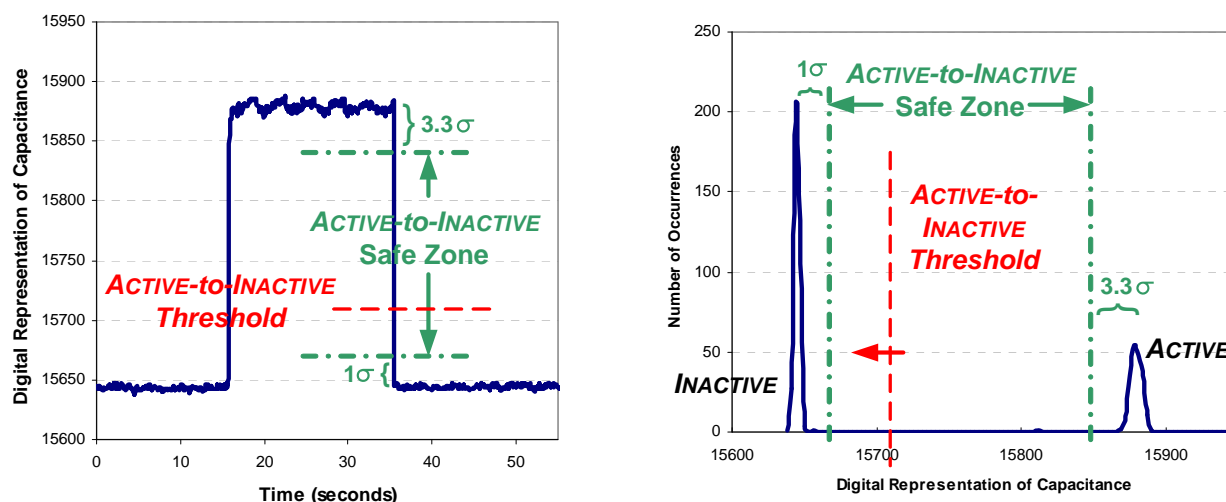 15950
15900
15850
15800
15750
15700
15650
15600
Digital Representation of Capacitance
3.3σ
ACTIVE-to-INACTIVE
Safe Zone
ACTIVE-to-INACTIVE
Threshold
1σ
0 10 20 30 40 50
Time (seconds)
250
200
150
100
50
0
Number of Occurrences
1σ
ACTIVE-to-INACTIVE
Safe Zone
ACTIVE-to-
INACTIVE
Threshold
3.3σ
ACTIVE
INACTIVE
15600 15700 15800 15900
Digital Representation of Capacitance